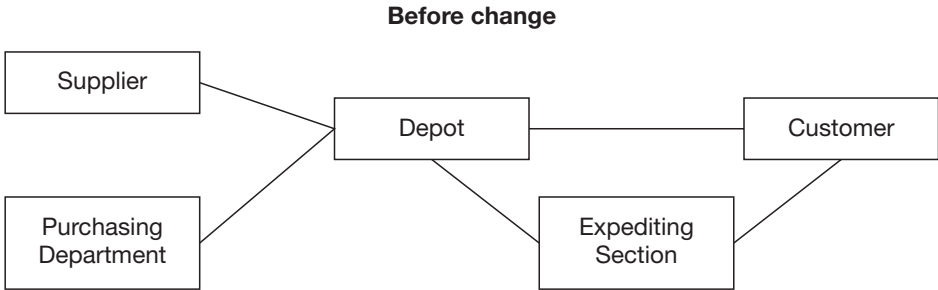 Before change
Supplier
Depot
Customer
Purchasing
Department
Expediting
Section